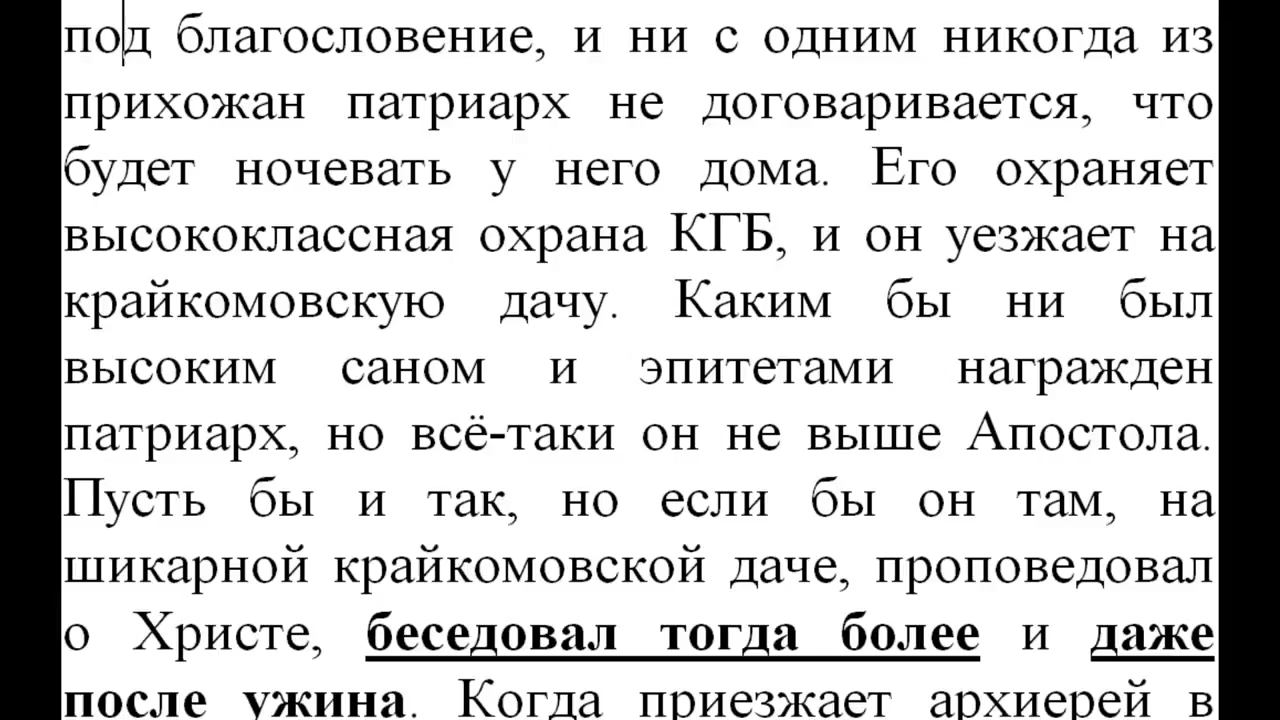 под благословение, и ни с одним никогда из
прихожан патриарх не договаривается, что
будет ночевать у него дома. Его охраняет
высококлассная охрана КГБ, и он уезжает на
крайкомовскую дачу. Каким бы ни был
высоким саном и эпитетами награжден
патриарх, но всё-таки он не выше Апостола.
Пусть бы и так, но если бы он там, на
шикарной крайкомовской даче, проповедовал
о Христе, беседовал тогда более и даже
после ужина. Когда приезжает архиерей в